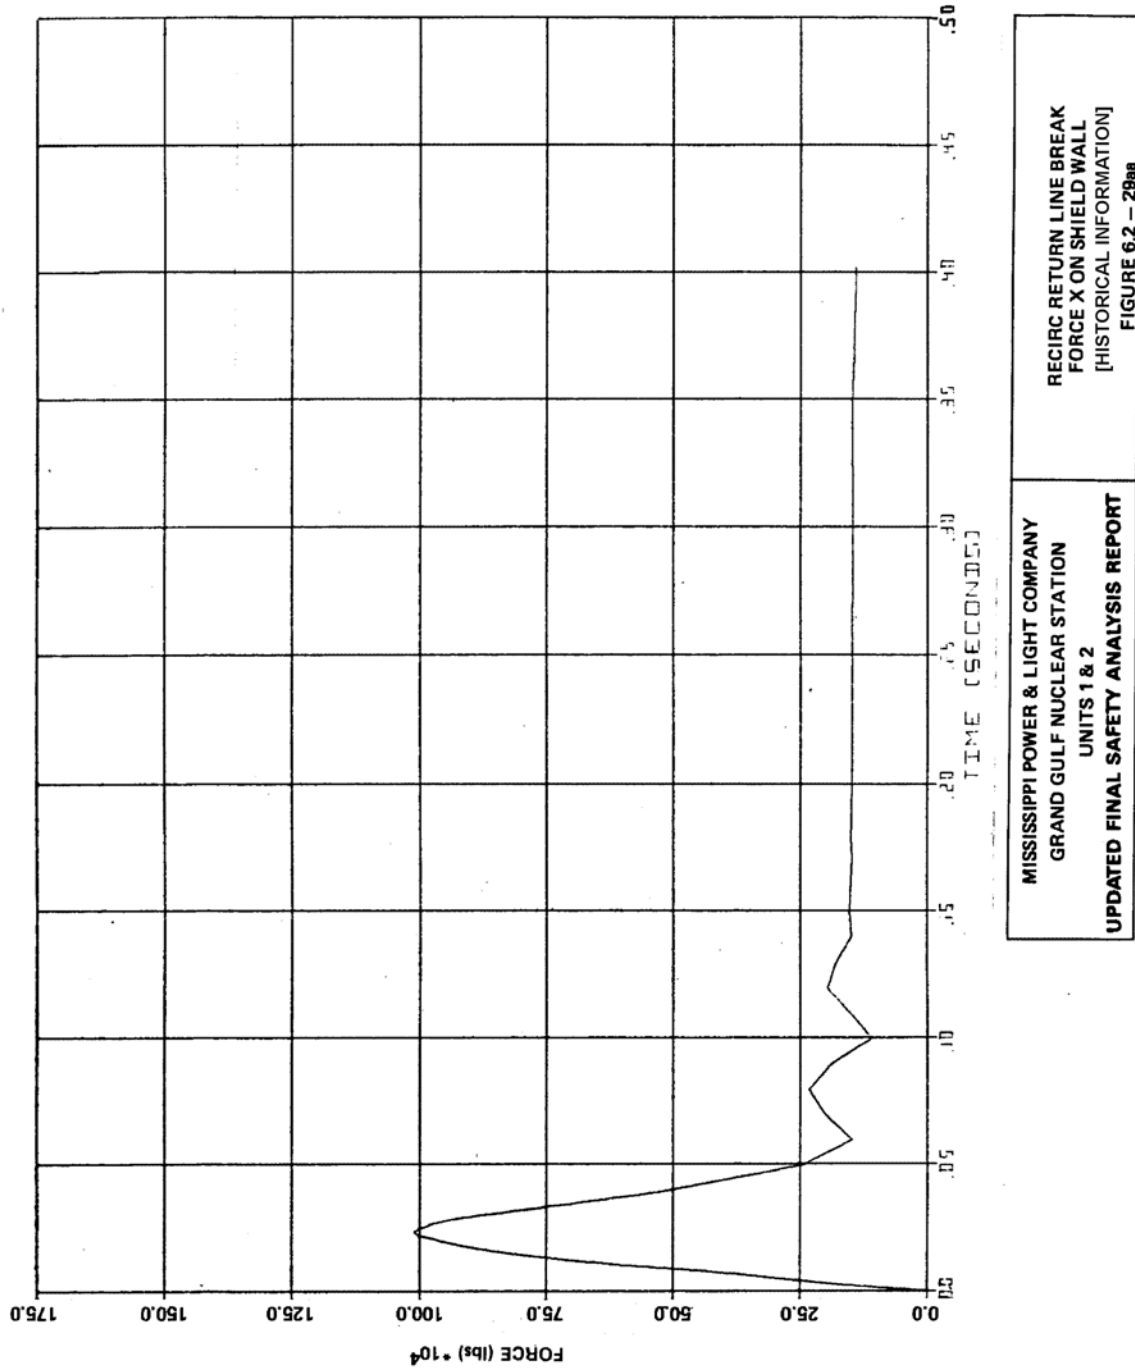 175.0
150.0
125.0
100.0
75.0
50.0
25.0
0.0
FORCE (lbs) * 10⁴
.00
.05
.10
.15
.20
.25
.30
.35
.40
.45
.50
TIME (SECONDS)
MISSISSIPPI POWER & LIGHT COMPANY
GRAND GULF NUCLEAR STATION
UNITS 1 & 2
UPDATED FINAL SAFETY ANALYSIS REPORT
RECIRC RETURN LINE BREAK
FORCE X ON SHIELD WALL
[HISTORICAL INFORMATION]
FIGURE 6.2 – 29aa